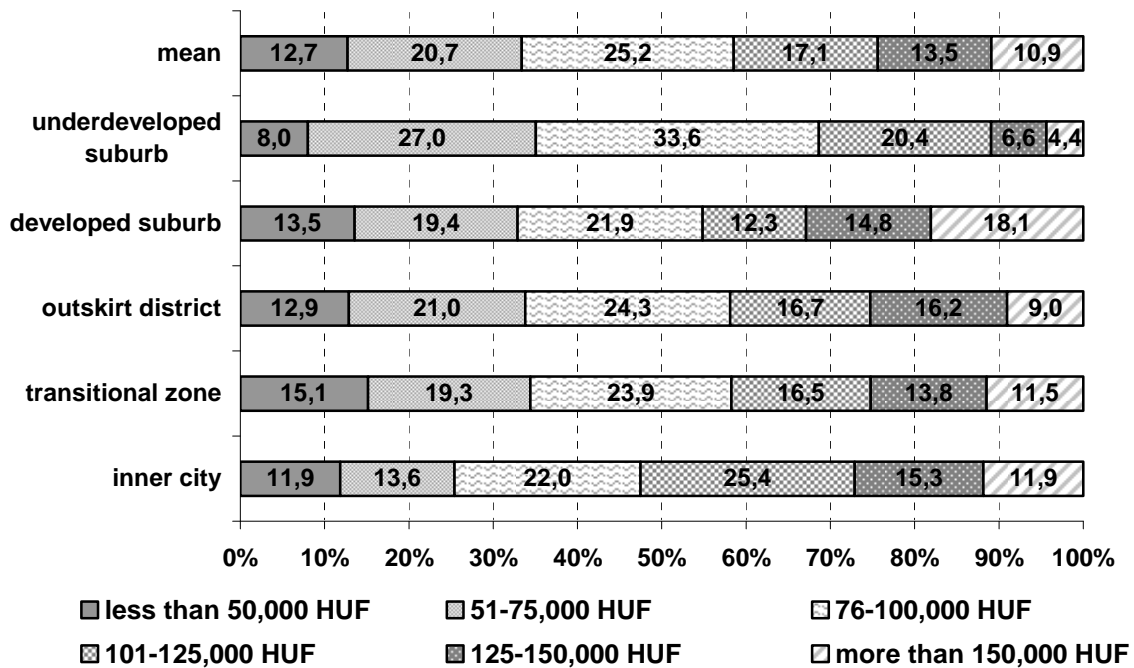 mean
12,7 20,7 25,2 17,1 13,5 10,9
underdeveloped
suburb
8,0 27,0 33,6 20,4 6,6 4,4
developed suburb
13,5 19,4 21,9 12,3 14,8 18,1
outskirt district
12,9 21,0 24,3 16,7 16,2 9,0
transitional zone
15,1 19,3 23,9 16,5 13,8 11,5
inner city
11,9 13,6 22,0 25,4 15,3 11,9
0% 10% 20% 30% 40% 50% 60% 70% 80% 90% 100%
less than 50,000 HUF 51-75,000 HUF 76-100,000 HUF
101-125,000 HUF 125-150,000 HUF more than 150,000 HUF